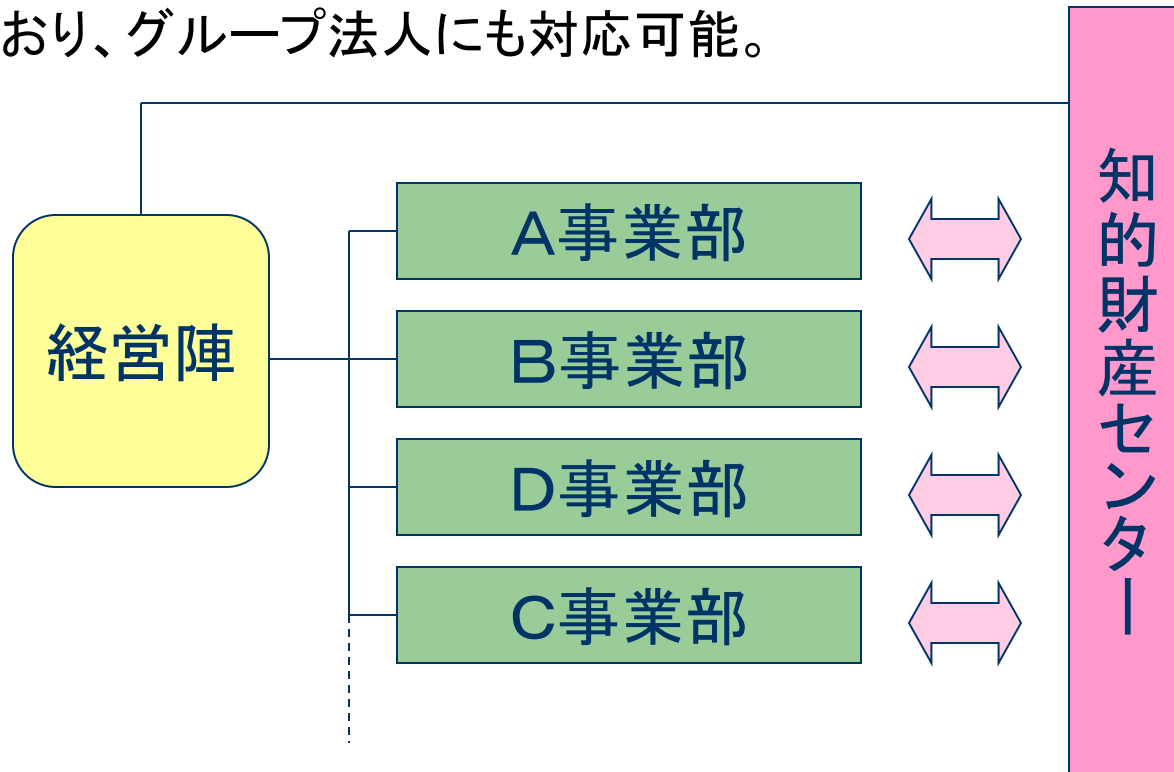 おり、グループ法人にも対応可能。
経営陣
A事業部
B事業部
D事業部
C事業部
知的財産センター